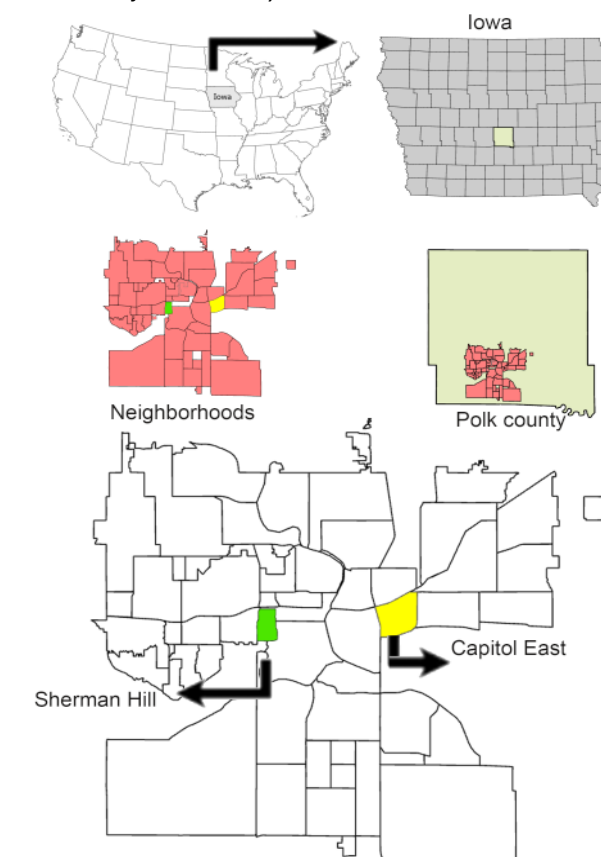 Iowa
Iowa
Neighborhoods
Polk county
Capitol East
Sherman Hill